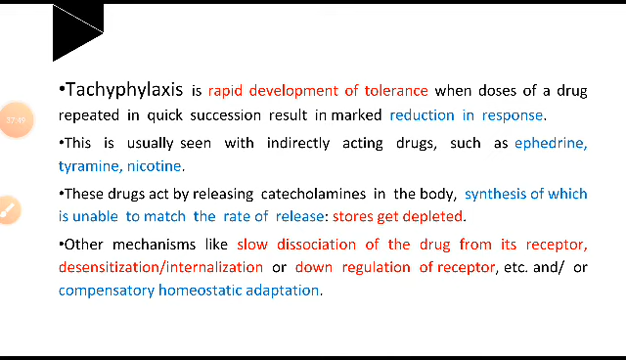 •Tachyphylaxis is rapid development of tolerance when doses of a drug
repeated in quick succession result in marked reduction in response.
•This is usually seen with indirectly acting drugs, such as ephedrine,
tyramine, nicotine.
•These drugs act by releasing catecholamines in the body, synthesis of which
is unable to match the rate of release: stores get depleted.
•Other mechanisms like slow dissociation of the drug from its receptor,
desensitization/internalization or down regulation of receptor, etc. and/ or
compensatory homeostatic adaptation.